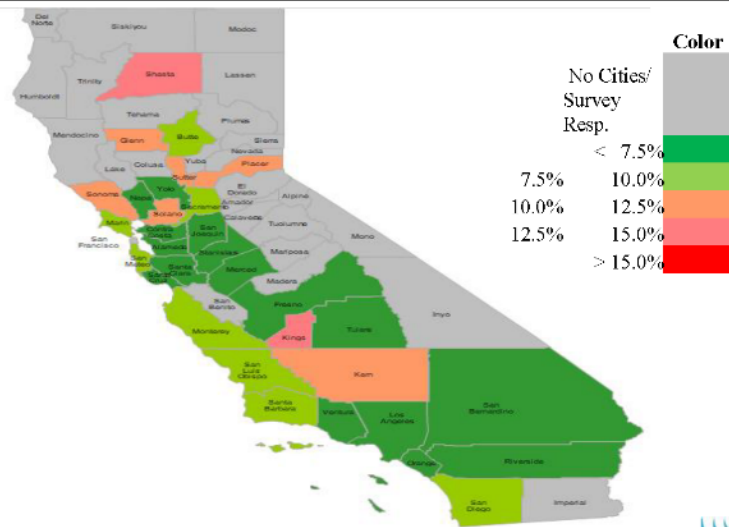 Color
No Cities/
Survey
Resp.
< 7.5%
7.5% 10.0%
10.0% 12.5%
12.5% 15.0%
> 15.0%
Del
Norte
Siskiyou
Modoc
Shasta
Lassen
Trinity
Humboldt
Tehama
Plumas
Mendocino
Glenn
Butte
Sierra
Nevada
Lake
Colusa
Yuba
Placer
Sutter
Sonoma
Napa
Yolo
El
Dorado
Sacramento
Amador
Alpine
Solano
Calaveras
Marin
Contra
Costa
San
Joaquin
Tuolumne
Mono
San
Francisco
Alameda
Stanislaus
Mariposa
San
Mateo
Santa
Clara
Merced
Madera
San
Benito
Fresno
Inyo
Monterey
Kings
Tulare
San
Luis
Obispo
Kern
Santa
Barbara
Ventura
Los
Angeles
San
Bernardino
Orange
Riverside
San
Diego
Imperial